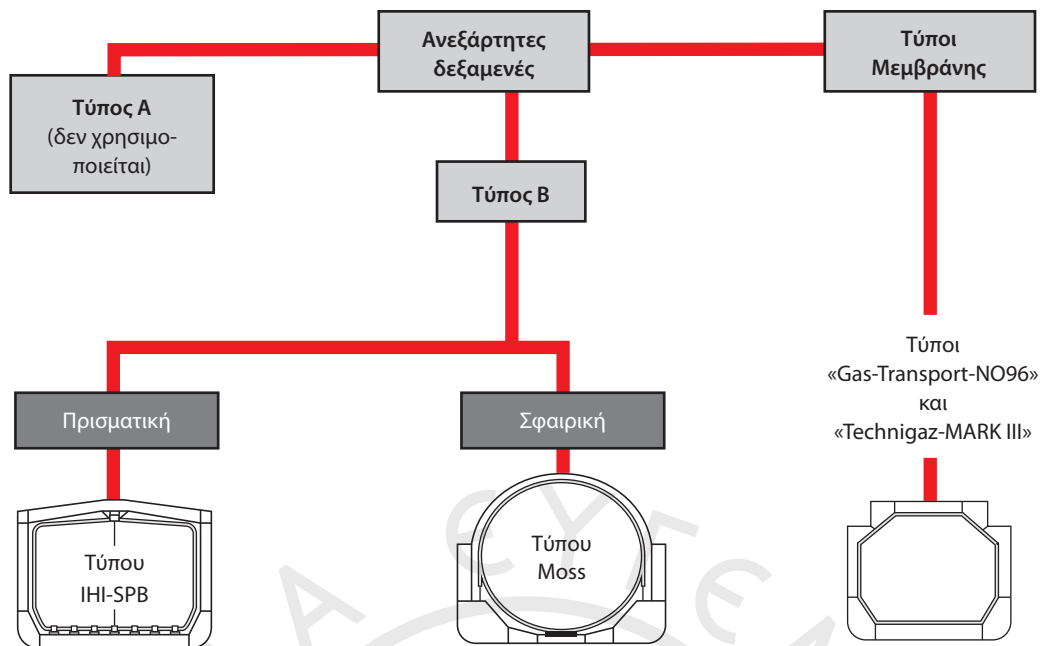 Ανεξάρτητες
δεξαμενές
Τύποι
Μεμβράνης
Τύπος Α
(δεν χρησιμο-
ποιείται)
Τύπος Β
Τύποι
«Gas-Transport-NO96»
και
«Technigaz-MARK III»
Πρισματική
Σφαιρική
Τύπου
IHI-SPB
Τύπου
Moss